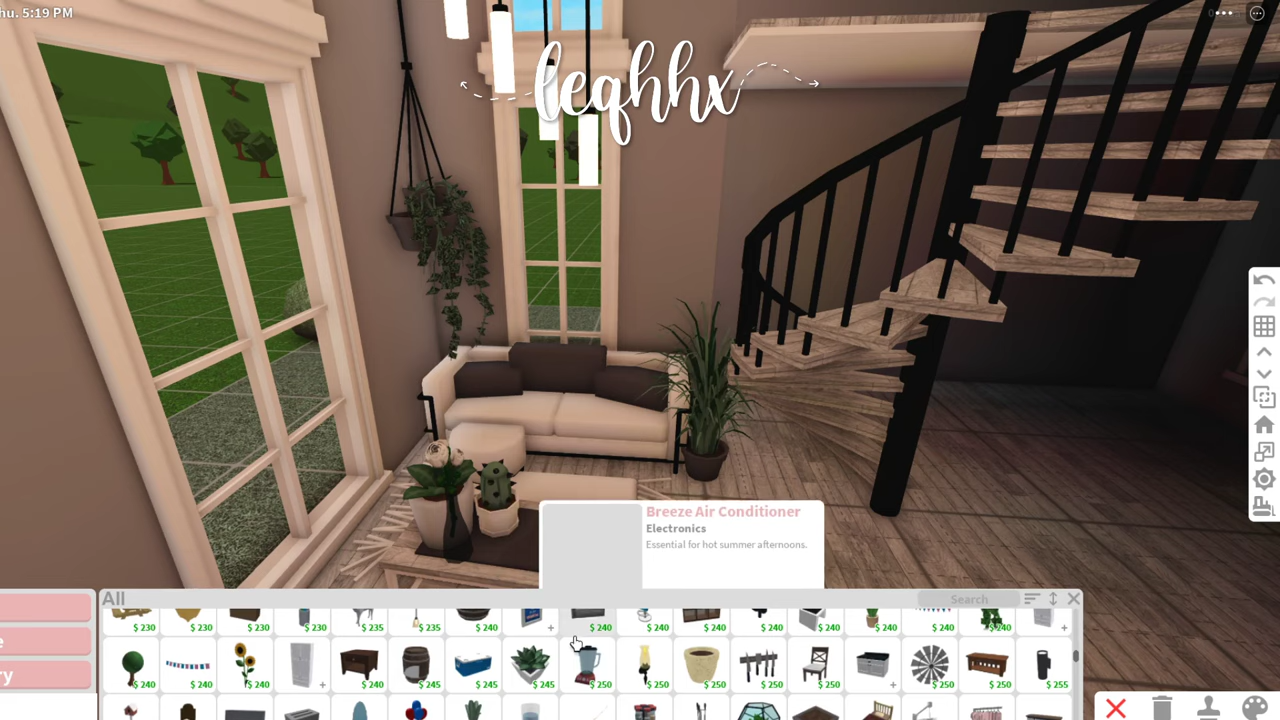 hu. 5:19 PM
leqhhx
Breeze Air Conditioner
Electronics
Essential for hot summer afternoons.
All
Search
e
ry
$ 230 $ 230 $ 230 $ 230 $ 235 $ 235 $ 240 $ 240 $ 240 $ 240 $ 240 $ 240 $ 240 $ 240 $ 240
$ 240 $ 240 $ 240 $ 240 $ 245 $ 245 $ 245 $ 250 $ 250 $ 250 $ 250 $ 250 $ 250 $ 250 $ 255